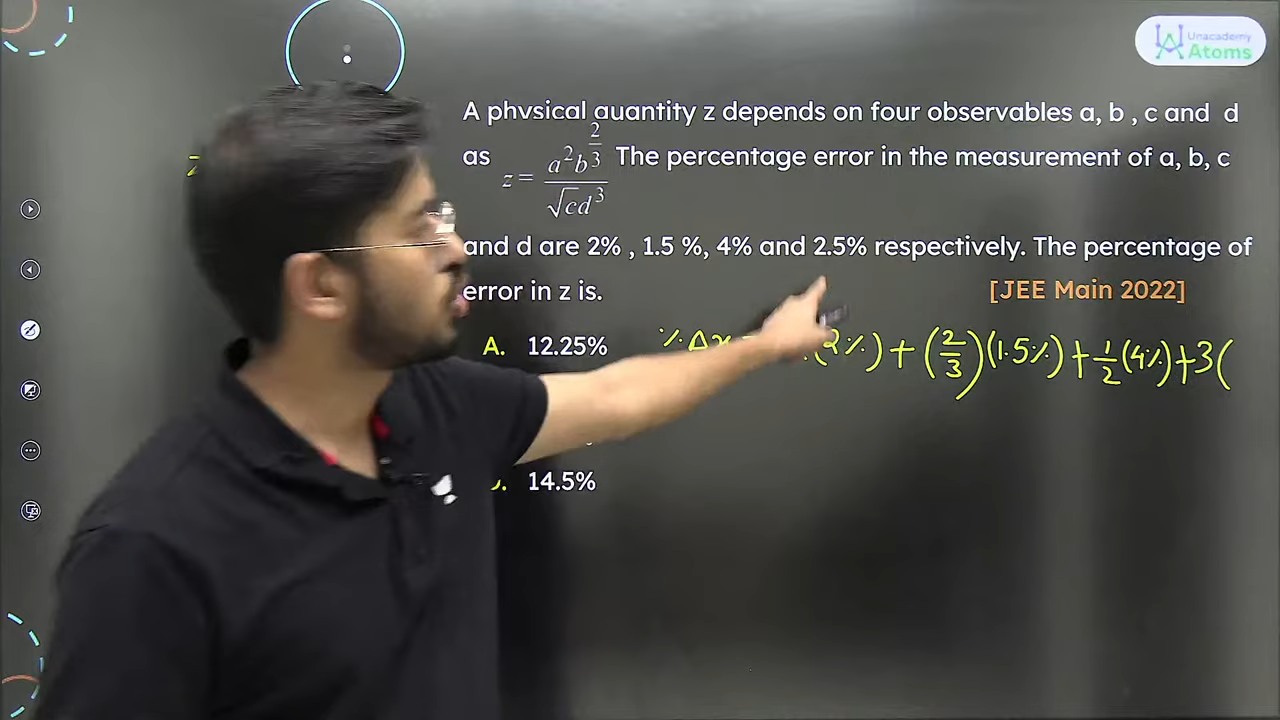 Unacademy
Atoms
A physical quantity z depends on four observables a, b , c and d
as z = a²b^(2/3) / √c d³ The percentage error in the measurement of a, b, c
and d are 2% , 1.5 %, 4% and 2.5% respectively. The percentage of
error in z is.
[JEE Main 2022]
A. 12.25%
(2%) + (2/3)(1.5%) + 1/2(4%) + 3(
14.5%